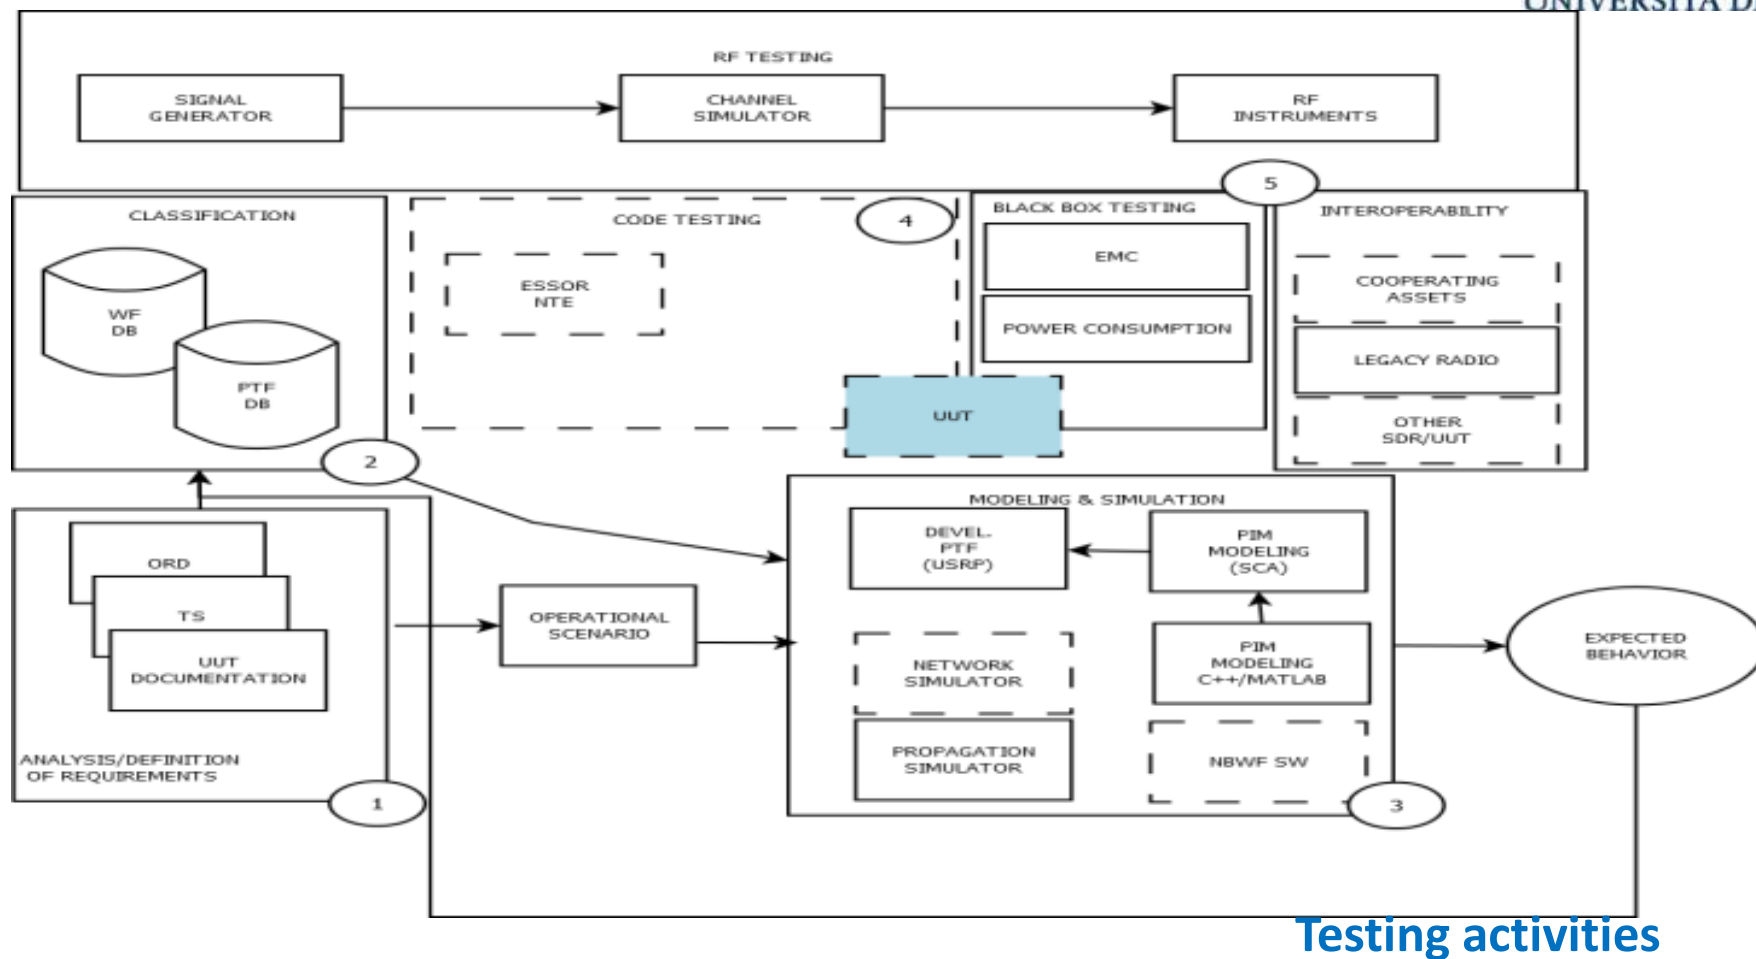 RF TESTING
SIGNAL
GENERATOR
CHANNEL
SIMULATOR
RF
INSTRUMENTS
5
CLASSIFICATION
WF
DB
PTF
DB
2
CODE TESTING
4
ESSOR
NTE
BLACK BOX TESTING
EMC
POWER CONSUMPTION
UUT
INTEROPERABILITY
COOPERATING
ASSETS
LEGACY RADIO
OTHER
SDR/UUT
ORD
TS
UUT
DOCUMENTATION
ANALYSIS/DEFINITION
OF REQUIREMENTS
1
OPERATIONAL
SCENARIO
MODELING & SIMULATION
DEVEL.
PTF
(USRP)
PIM
MODELING
(SCA)
NETWORK
SIMULATOR
PIM
MODELING
C++/MATLAB
PROPAGATION
SIMULATOR
NBWF SW
3
EXPECTED
BEHAVIOR
Testing activities